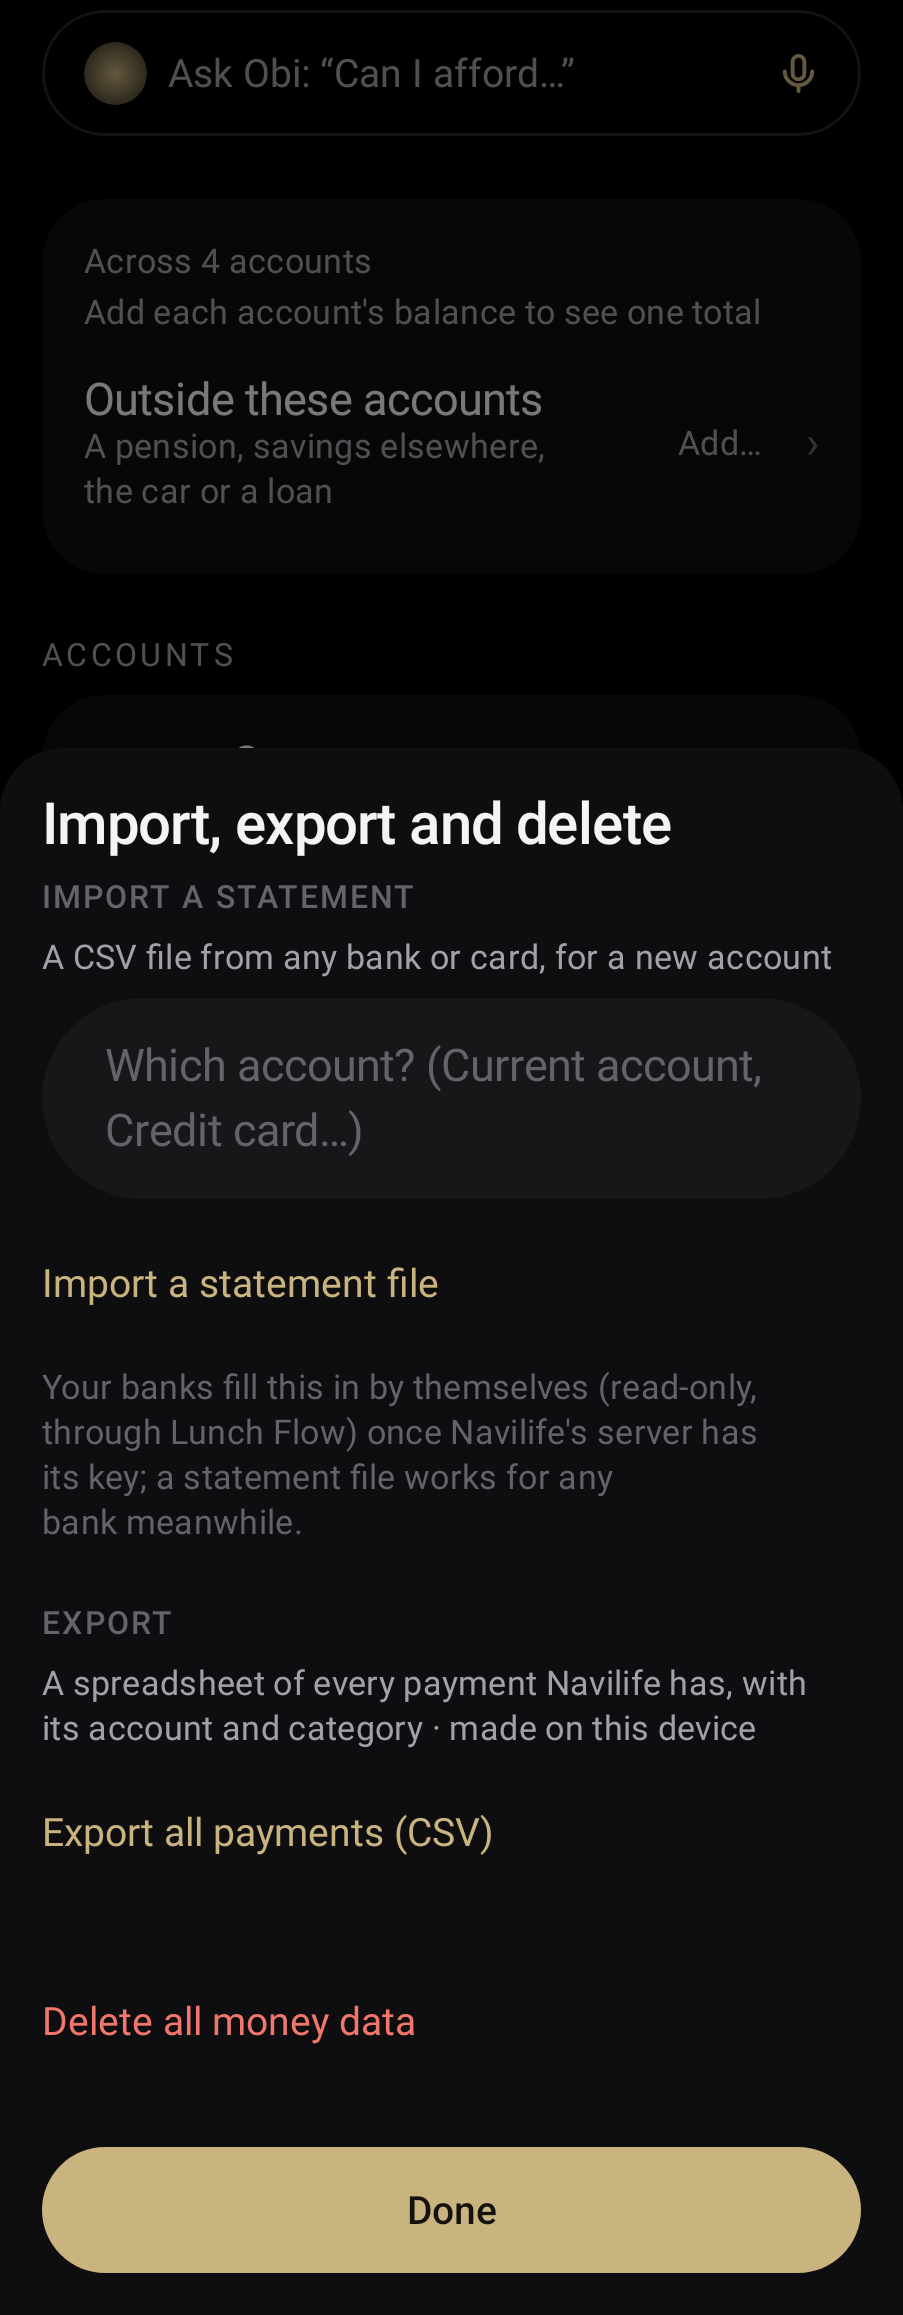 Ask Obi: “Can I afford…”
Across 4 accounts
Add each account's balance to see one total
Outside these accounts
A pension, savings elsewhere,
the car or a loan
Add… ›
ACCOUNTS
Import, export and delete
IMPORT A STATEMENT
A CSV file from any bank or card, for a new account
Which account? (Current account,
Credit card…)
Import a statement file
Your banks fill this in by themselves (read-only,
through Lunch Flow) once Navilife's server has
its key; a statement file works for any
bank meanwhile.
EXPORT
A spreadsheet of every payment Navilife has, with
its account and category · made on this device
Export all payments (CSV)
Delete all money data
Done